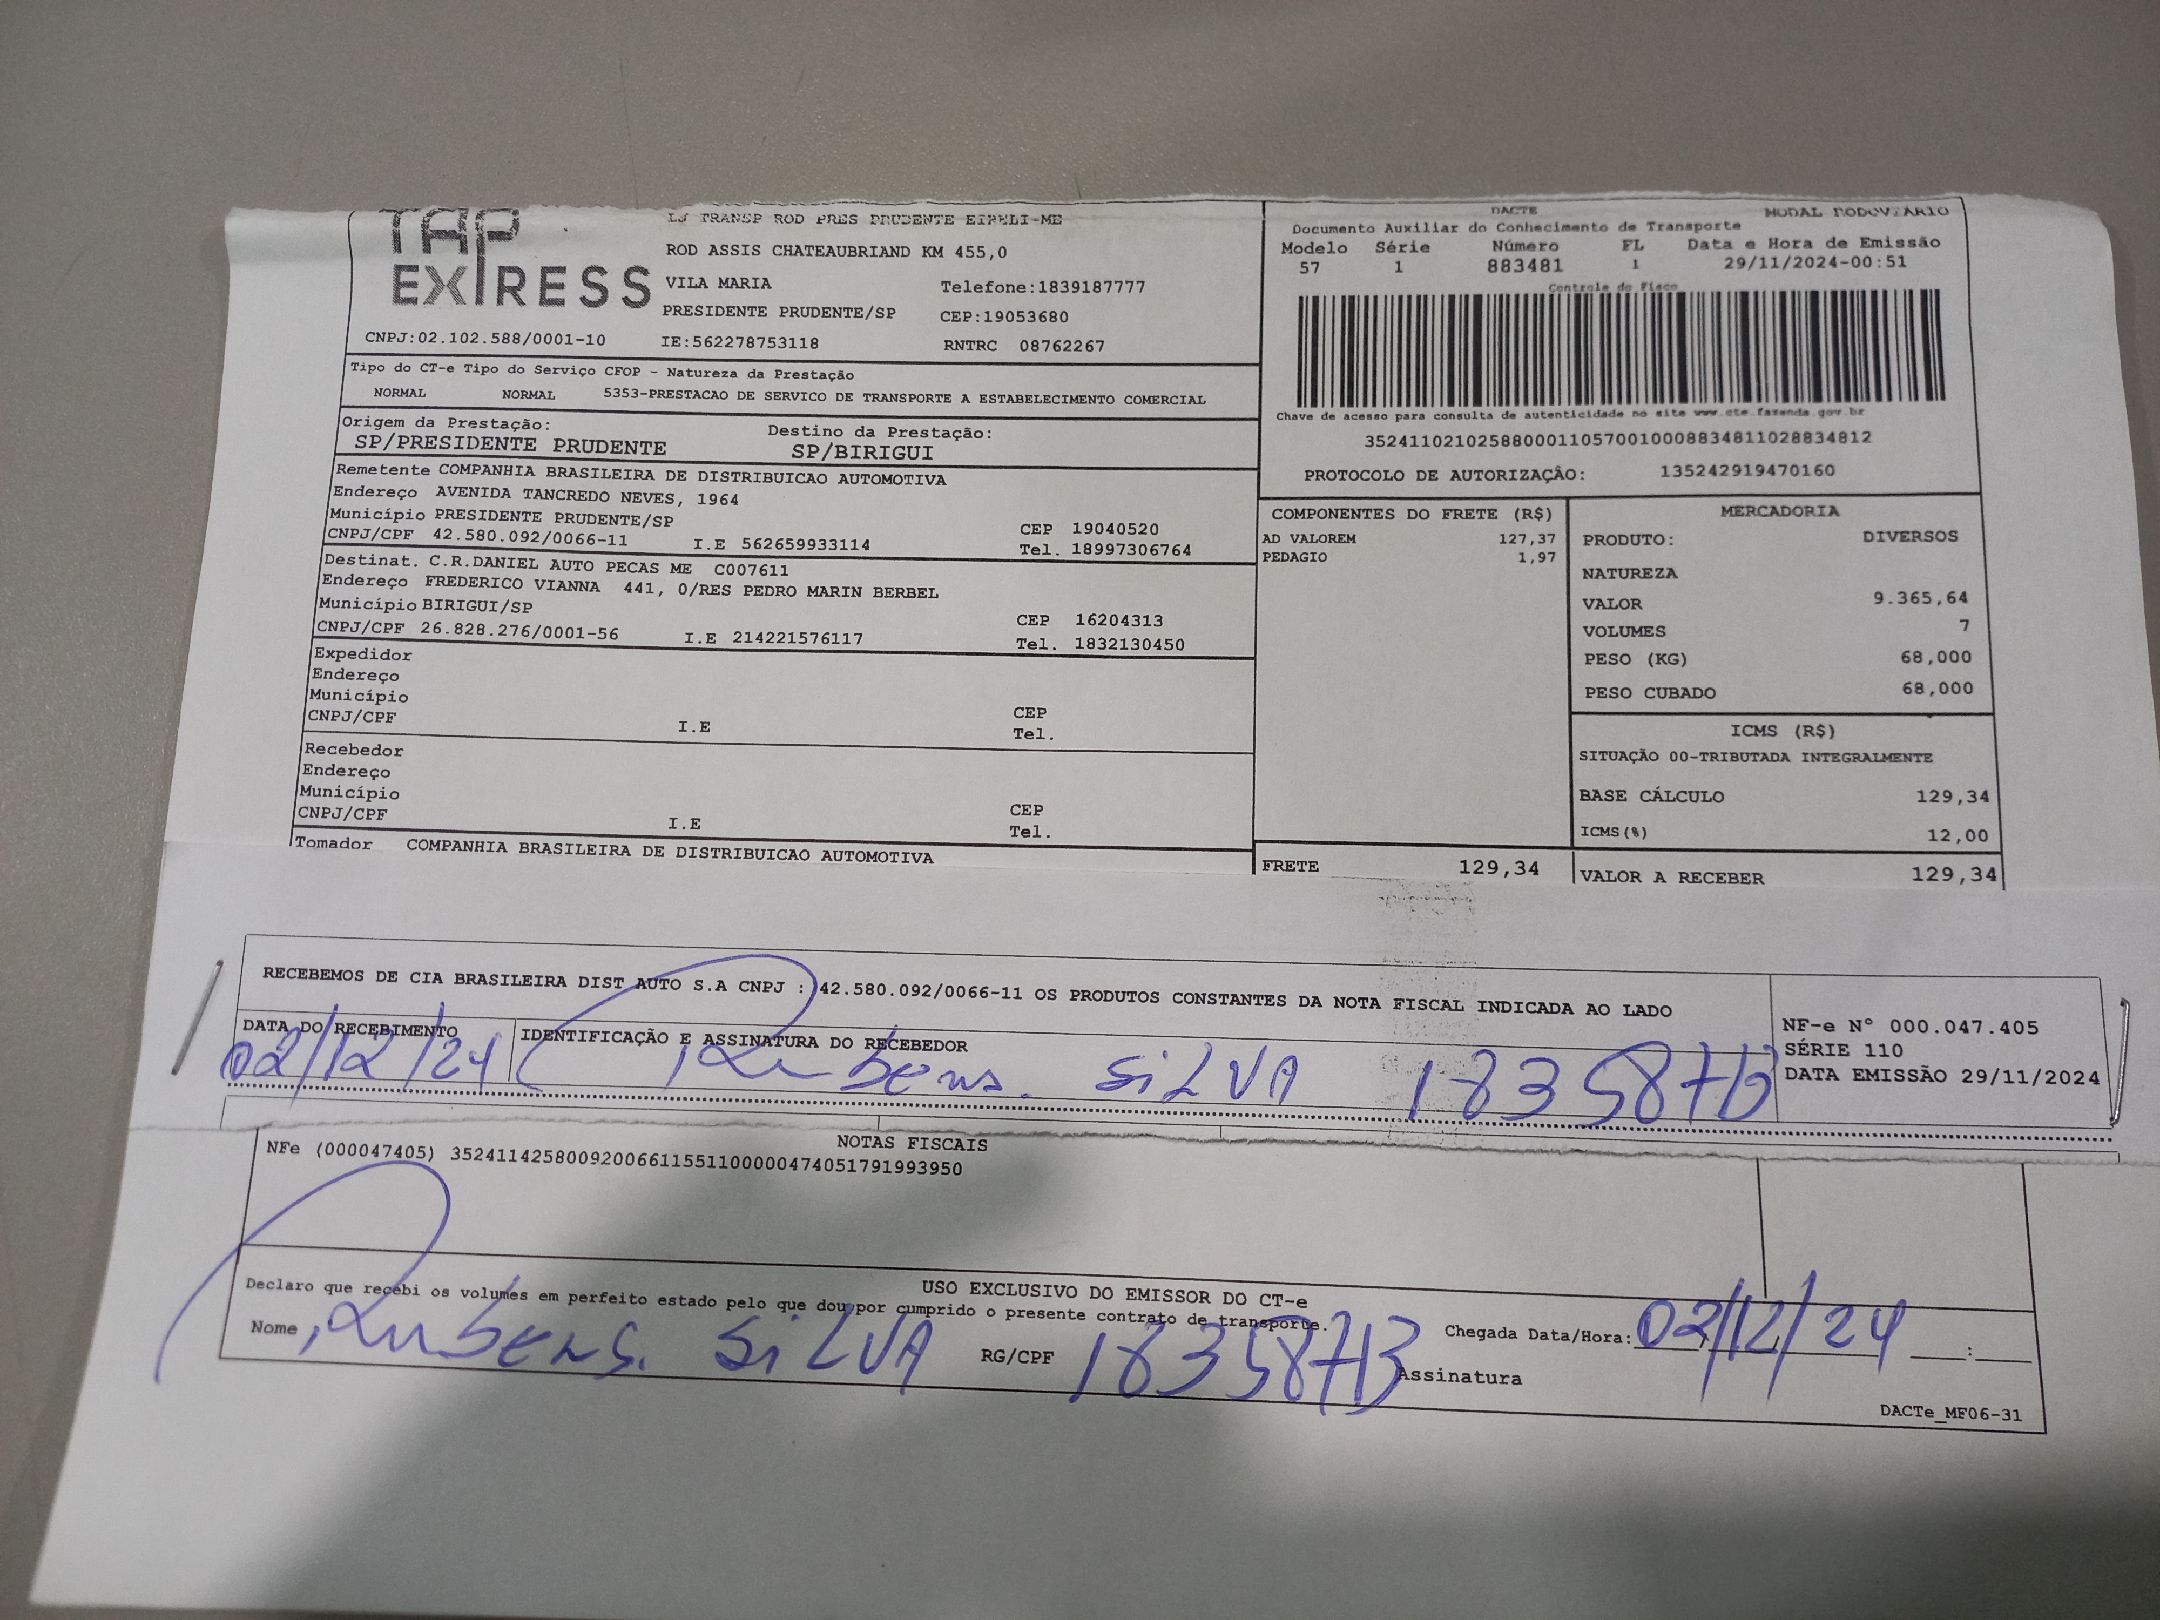 TAP
EXPRESS
CNPJ:02.102.588/0001-10
LJ TRANSP ROD PRES PRUDENTE EIRELI-ME
ROD ASSIS CHATEAUBRIAND KM 455,0
VILA MARIA Telefone:1839187777
PRESIDENTE PRUDENTE/SP CEP:19053680
IE:562278753118 RNTRC 08762267
DACTE MODAL RODOVIÁRIO
Documento Auxiliar do Conhecimento de Transporte
Modelo Série Número FL Data e Hora de Emissão
57 1 883481 1 29/11/2024-00:51
Controle do Fisco
Chave de acesso para consulta de autenticidade no site www.cte.fazenda.gov.br
35241102102588000110570010008834811028834812
PROTOCOLO DE AUTORIZAÇÃO: 135242919470160
Tipo do CT-e Tipo do Serviço CFOP - Natureza da Prestação
NORMAL NORMAL 5353-PRESTACAO DE SERVICO DE TRANSPORTE A ESTABELECIMENTO COMERCIAL
Origem da Prestação: Destino da Prestação:
SP/PRESIDENTE PRUDENTE SP/BIRIGUI
Remetente COMPANHIA BRASILEIRA DE DISTRIBUICAO AUTOMOTIVA
Endereço AVENIDA TANCREDO NEVES, 1964
Município PRESIDENTE PRUDENTE/SP CEP 19040520
CNPJ/CPF 42.580.092/0066-11 I.E 562659933114 Tel. 18997306764
Destinat. C.R.DANIEL AUTO PECAS ME C007611
Endereço FREDERICO VIANNA 441, 0/RES PEDRO MARIN BERBEL
Município BIRIGUI/SP CEP 16204313
CNPJ/CPF 26.828.276/0001-56 I.E 214221576117 Tel. 1832130450
Expedidor
Endereço
Município CEP
CNPJ/CPF I.E Tel.
Recebedor
Endereço
Município CEP
CNPJ/CPF I.E Tel.
Tomador COMPANHIA BRASILEIRA DE DISTRIBUICAO AUTOMOTIVA
COMPONENTES DO FRETE (R$)
AD VALOREM 127,37
PEDAGIO 1,97
FRETE 129,34
MERCADORIA
PRODUTO: DIVERSOS
NATUREZA
VALOR 9.365,64
VOLUMES 7
PESO (KG) 68,000
PESO CUBADO 68,000
ICMS (R$)
SITUAÇÃO 00-TRIBUTADA INTEGRALMENTE
BASE CÁLCULO 129,34
ICMS(%) 12,00
VALOR A RECEBER 129,34
RECEBEMOS DE CIA BRASILEIRA DIST AUTO S.A CNPJ : 42.580.092/0066-11 OS PRODUTOS CONSTANTES DA NOTA FISCAL INDICADA AO LADO
DATA DO RECEBIMENTO IDENTIFICAÇÃO E ASSINATURA DO RECEBEDOR
02/12/24 Rubens SILVA 18358713
NF-e N° 000.047.405
SÉRIE 110
DATA EMISSÃO 29/11/2024
NOTAS FISCAIS
NFe (000047405) 35241142580092006611551100000474051791993950
USO EXCLUSIVO DO EMISSOR DO CT-e
Declaro que recebi os volumes em perfeito estado pelo que dou por cumprido o presente contrato de transporte.
Nome Rubens. SILVA RG/CPF 18358713 Chegada Data/Hora: 02/12/24 :
Assinatura
DACTe_MF06-31